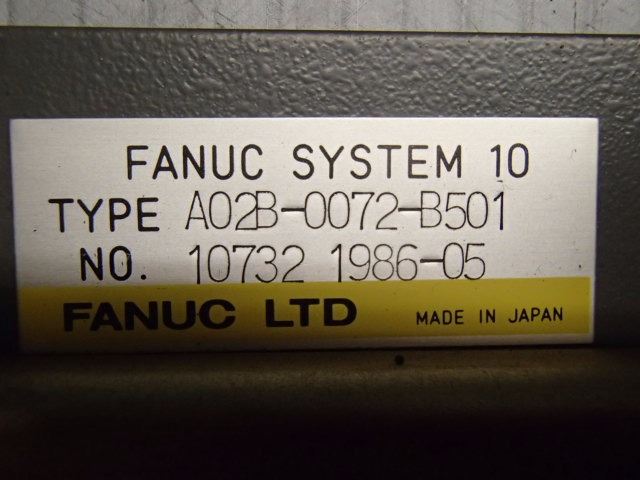 FANUC SYSTEM 10
TYPE A02B-0072-B501
NO. 10732 1986-05
FANUC LTD MADE IN JAPAN